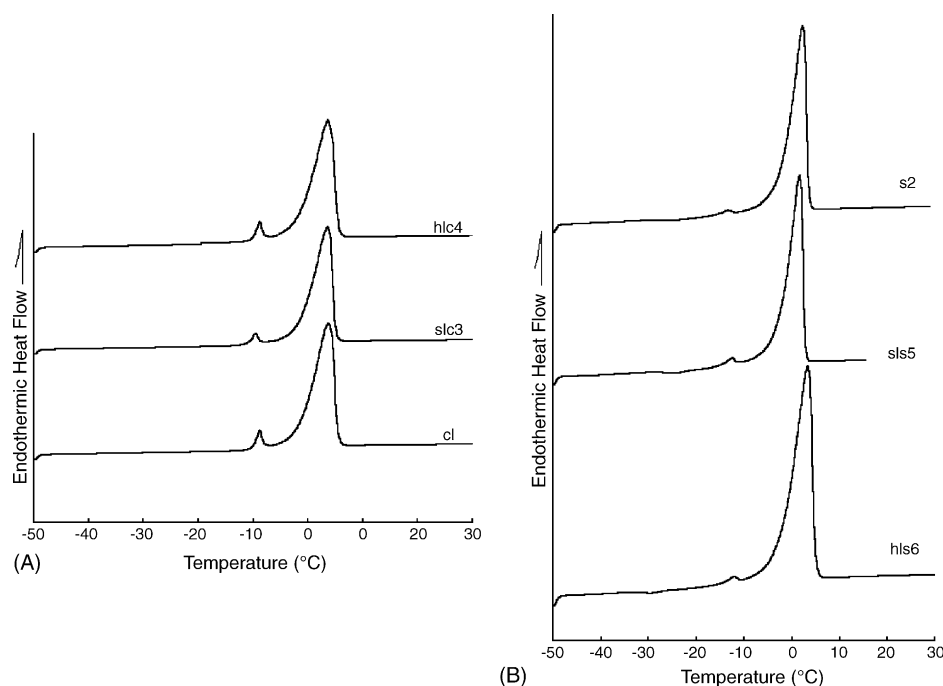 Endothermic Heat Flow
hlc4
slc3
cl
-50 -40 -30 -20 -10 0 10 0 20 30
Temperature (°C)
(A)
Endothermic Heat Flow
s2
sls5
hls6
-50 -40 -30 -20 -10 0 10 20 30
Temperature (°C)
(B)